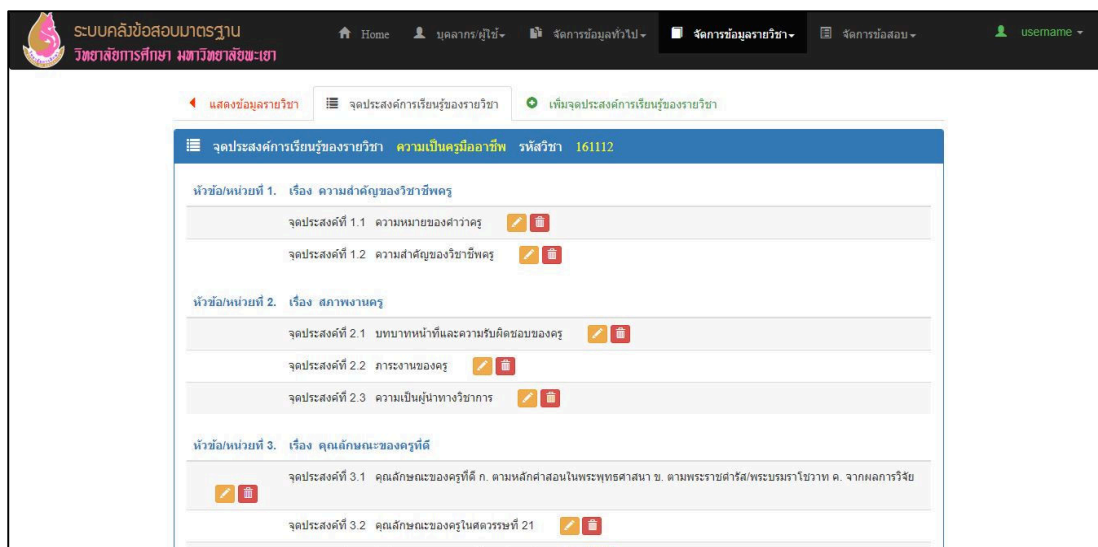 ระบบคลังข้อสอบมาตรฐาน
วิทยาลัยการศึกษา มหาวิทยาลัยพะเยา
Home บุคลากร/ผู้ใช้ จัดการข้อมูลทั่วไป จัดการข้อมูลรายวิชา จัดการข้อสอบ username
แสดงข้อมูลรายวิชา จุดประสงค์การเรียนรู้ของรายวิชา เพิ่มจุดประสงค์การเรียนรู้ของรายวิชา
จุดประสงค์การเรียนรู้ของรายวิชา ความเป็นครูมืออาชีพ รหัสวิชา 161112
หัวข้อ/หน่วยที่ 1. เรื่อง ความสำคัญของวิชาชีพครู
จุดประสงค์ที่ 1.1 ความหมายของคำว่าครู
จุดประสงค์ที่ 1.2 ความสำคัญของวิชาชีพครู
หัวข้อ/หน่วยที่ 2. เรื่อง สภาพงานครู
จุดประสงค์ที่ 2.1 บทบาทหน้าที่และความรับผิดชอบของครู
จุดประสงค์ที่ 2.2 ภาระงานของครู
จุดประสงค์ที่ 2.3 ความเป็นผู้นำทางวิชาการ
หัวข้อ/หน่วยที่ 3. เรื่อง คุณลักษณะของครูที่ดี
จุดประสงค์ที่ 3.1 คุณลักษณะของครูที่ดี ก. ตามหลักคำสอนในพระพุทธศาสนา ข. ตามพระราชดำรัส/พระบรมราโชวาท ค. จากผลการวิจัย
จุดประสงค์ที่ 3.2 คุณลักษณะของครูในศตวรรษที่ 21